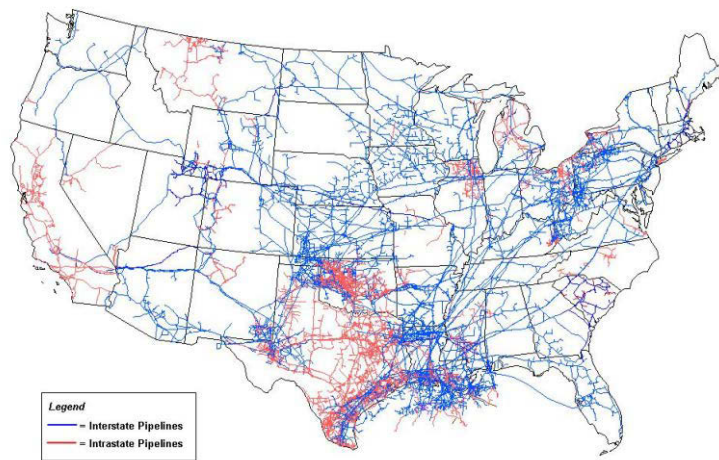 Legend
= Interstate Pipelines
= Intrastate Pipelines